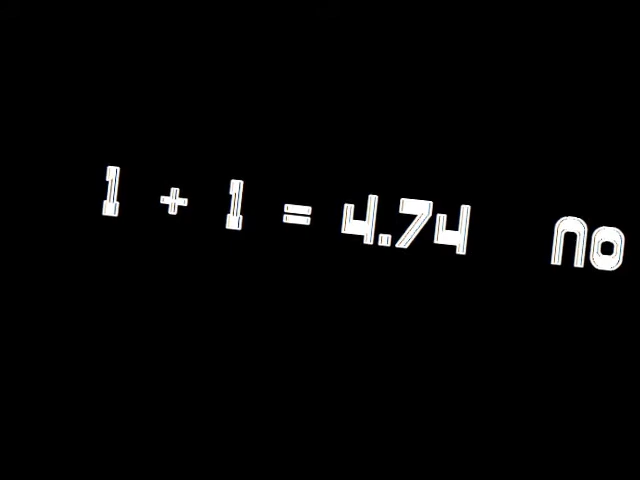 1 + 1 = 4.74 no